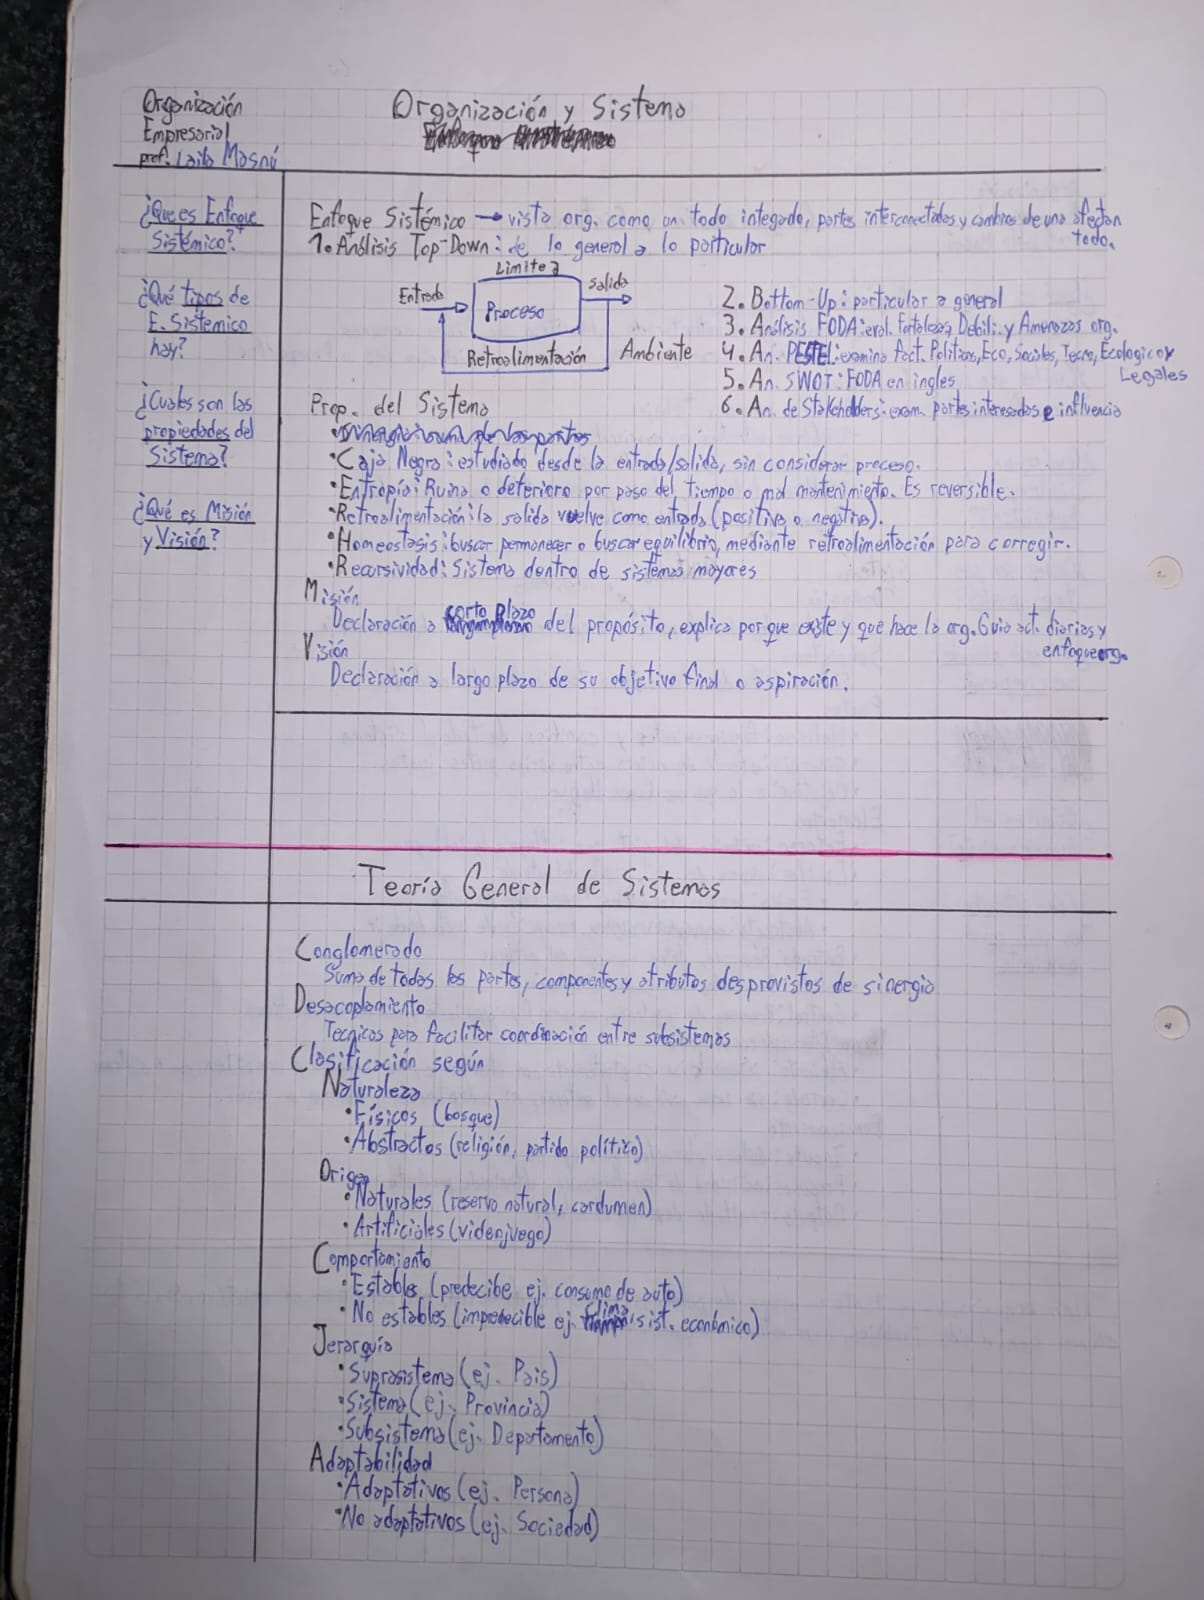 Organización
Empresarial
prof. Laila Masnú
Organización y Sistema
¿Que es Enfoque
Sistémico?
¿Qué tipos de
E. Sistemico
hay?
¿Cuales son las
propiedades del
Sistema?
¿Qué es Misión
y Visión?
Enfoque Sistémico → vista org. como un todo integado, partes interconectadas y cambios de una afectan
todo.
1. Análisis Top-Down: de lo general a lo particular
Limite
Entrada
Proceso
salida
Retroalimentación
Ambiente
2. Bottom-Up: particular a general
3. Análisis FODA: eval. Fortaleza, Debili. y Amenazas org.
4. An. PESTEL: examina fact. Politicos, Eco, Sociales, Tecno, Ecologico y
Legales
5. An. SWOT: FODA en ingles
6. An. de Stakeholders: exam. partes interesadas e influencia
Prop. del Sistema
• Caja Negra: estudiado desde la entrada/salida, sin considerar proceso.
• Entropía: Ruina o deterioro por paso del tiempo o mal mantenimiento. Es reversible.
• Retroalimentación: la salida vuelve como entrada (positiva o negativa).
• Homeostasis: buscar permanecer o buscar equilibrio, mediante retroalimentación para corregir.
• Recursividad: Sistema dentro de sistemas mayores
Misión
Declaración a corto plazo del propósito, explica por que existe y que hace la org. Guia act. diarias y
enfoque org.
Visión
Declaración a largo plazo de su objetivo final o aspiración.
Teoría General de Sistemas
Conglomerado
Suma de todas las partes, componentes y atributos desprovistos de sinergia
Desacoplamiento
Tecnicas para facilitar coordinación entre subsistemas
Clasificación según
Naturaleza
• Físicos (bosque)
• Abstractos (religión, partido político)
Origen
• Naturales (reserva natural, cardumen)
• Artificiales (videojuego)
Comportamiento
• Estables (predecibe ej. consumo de auto)
• No estables (impredecible ej. clima, sist. económico)
Jerarquía
• Suprasistema (ej. Pais)
• Sistema (ej. Provincia)
• Subsistema (ej. Departamento)
Adaptabilidad
• Adaptativos (ej. Persona)
• No adaptativos (ej. Sociedad)